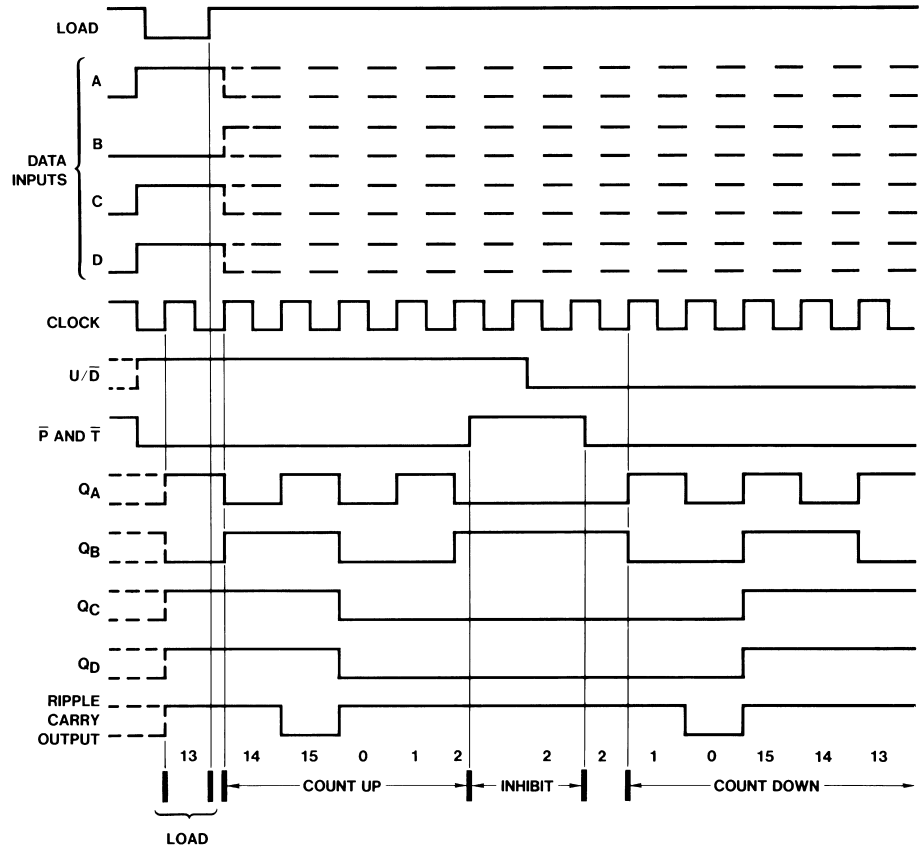 LOAD
DATA INPUTS
A
B
C
D
CLOCK
U/D̅
P̅ AND T̅
QA
QB
QC
QD
RIPPLE
CARRY
OUTPUT
13 14 15 0 1 2 2 2 1 0 15 14 13
COUNT UP INHIBIT COUNT DOWN
LOAD